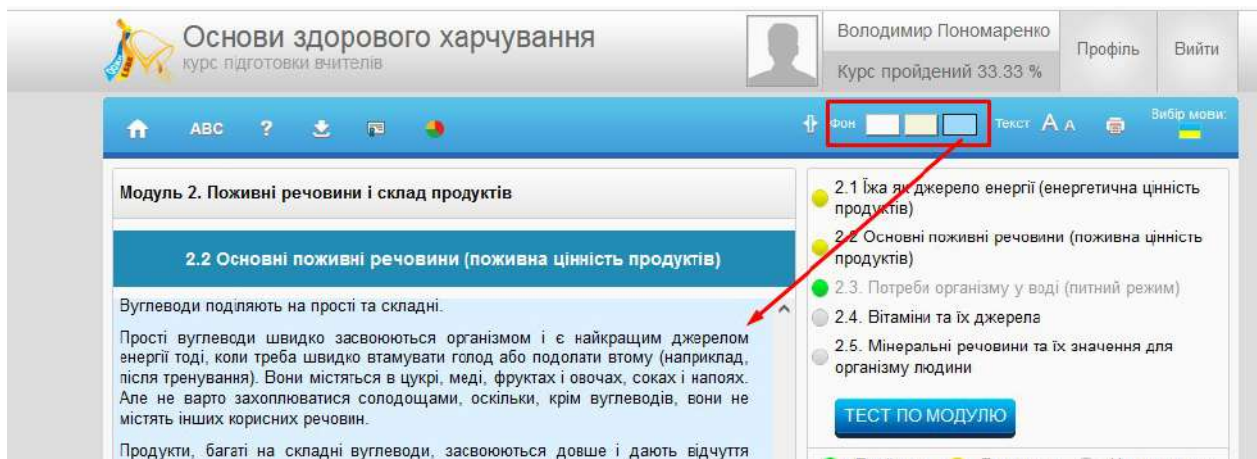 Основи здорового харчування
курс підготовки вчителів
Володимир Пономаренко
Курс пройдений 33.33 %
Профіль
Вийти
ABC
?
Фон
Текст A A
Вибір мови:
Модуль 2. Поживні речовини і склад продуктів
2.2 Основні поживні речовини (поживна цінність продуктів)
Вуглеводи поділяють на прості та складні.
Прості вуглеводи швидко засвоюються організмом і є найкращим джерелом
енергії тоді, коли треба швидко втамувати голод або подолати втому (наприклад,
після тренування). Вони містяться в цукрі, меді, фруктах і овочах, соках і напоях.
Але не варто захоплюватися солодощами, оскільки, крім вуглеводів, вони не
містять інших корисних речовин.
Продукти, багаті на складні вуглеводи, засвоюються довше і дають відчуття
2.1 Їжа як джерело енергії (енергетична цінність
продуктів)
2.2 Основні поживні речовини (поживна цінність
продуктів)
2.3. Потреби організму у воді (питний режим)
2.4. Вітаміни та їх джерела
2.5. Мінеральні речовини та їх значення для
організму людини
ТЕСТ ПО МОДУЛЮ